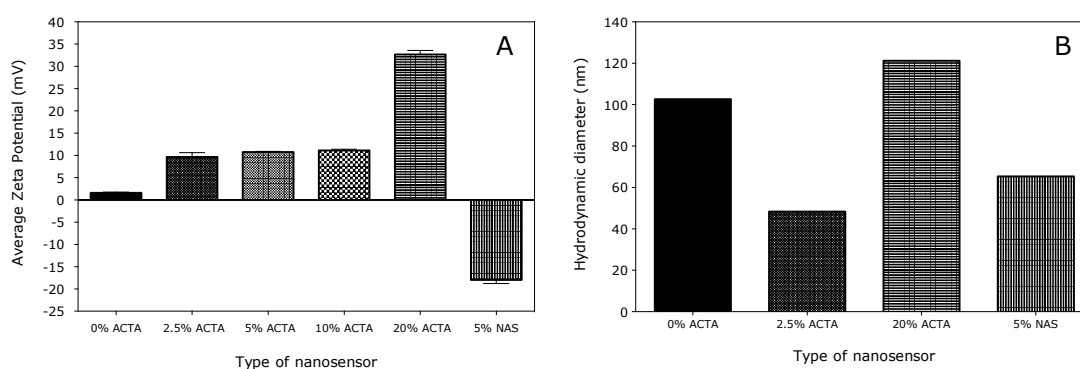 A
Average Zeta Potential (mV)
40
35
30
25
20
15
10
5
0
-5
-10
-15
-20
-25
0% ACTA 2.5% ACTA 5% ACTA 10% ACTA 20% ACTA 5% NAS
Type of nanosensor
B
Hydrodynamic diameter (nm)
140
120
100
80
60
40
20
0
0% ACTA 2.5% ACTA 20% ACTA 5% NAS
Type of nanosensor